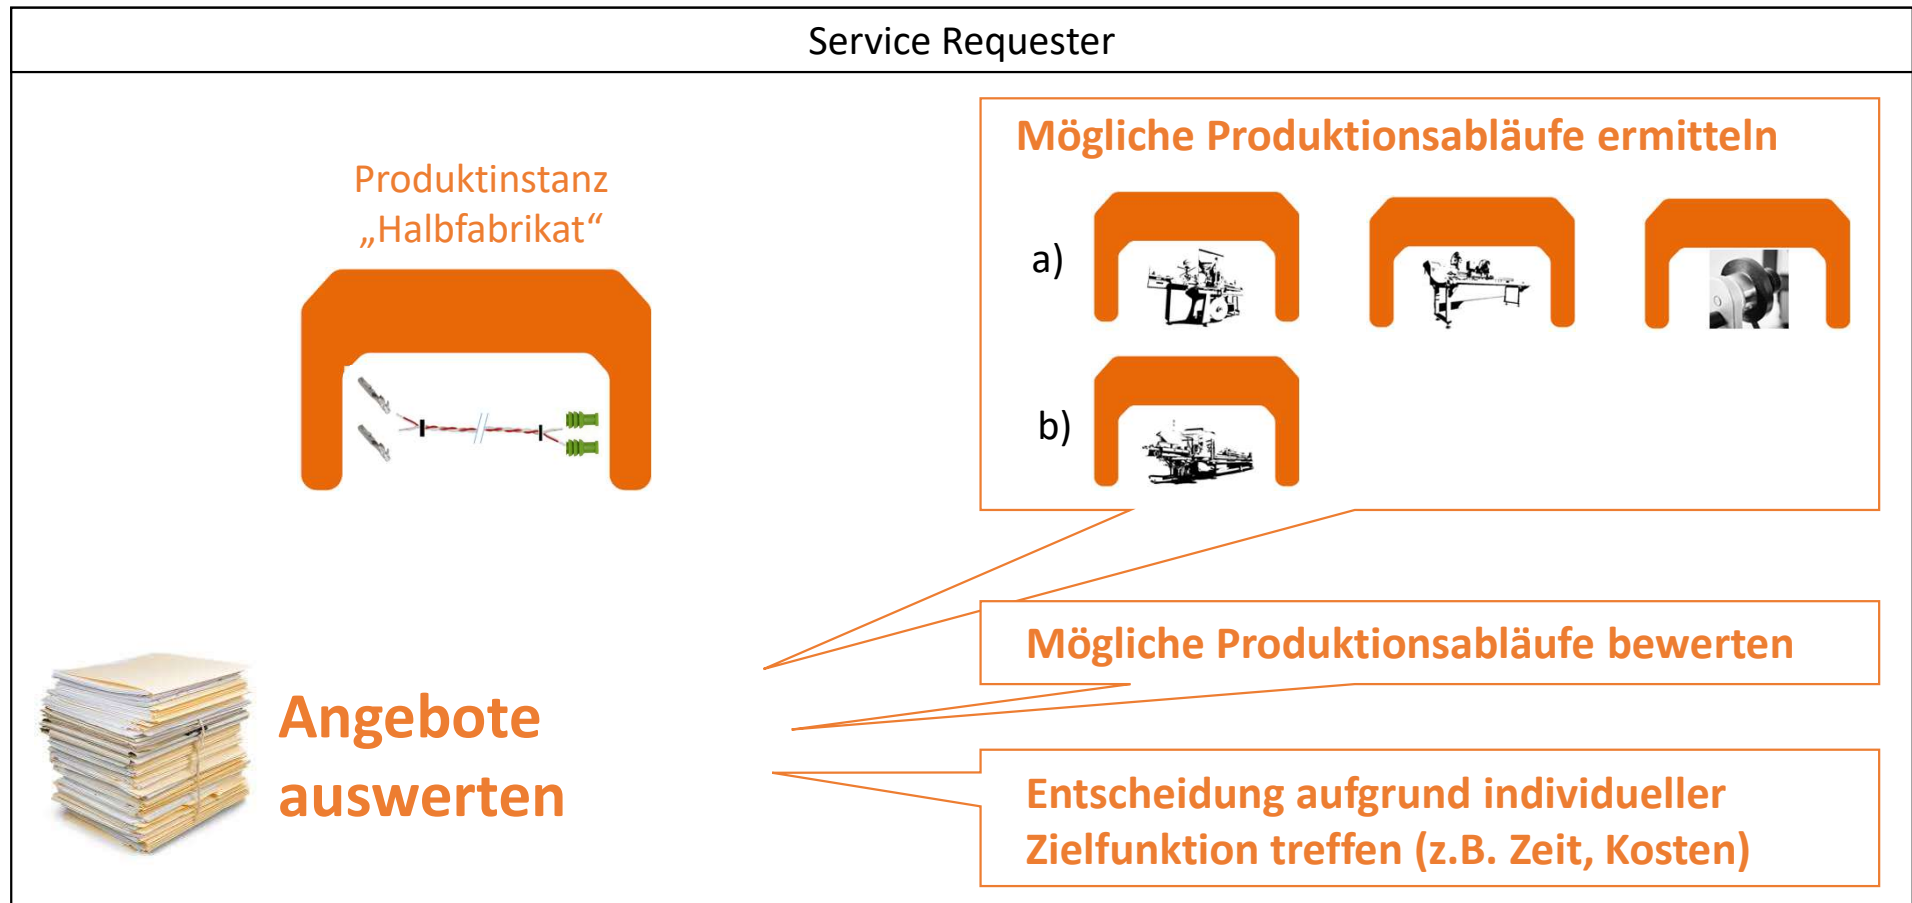 Service Requester
Produktinstanz
„Halbfabrikat“
Mögliche Produktionsabläufe ermitteln
a)
b)
Mögliche Produktionsabläufe bewerten
Angebote
auswerten
Entscheidung aufgrund individueller
Zielfunktion treffen (z.B. Zeit, Kosten)